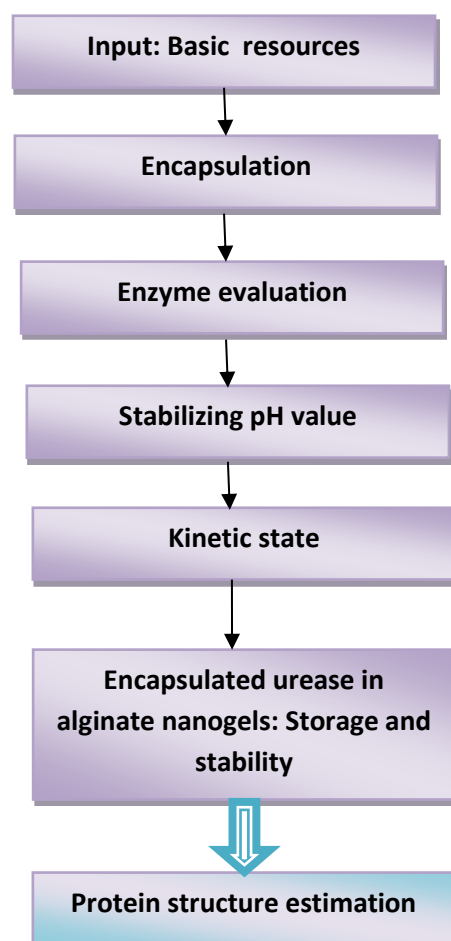 Input: Basic resources
Encapsulation
Enzyme evaluation
Stabilizing pH value
Kinetic state
Encapsulated urease in
alginate nanogels: Storage and
stability
Protein structure estimation